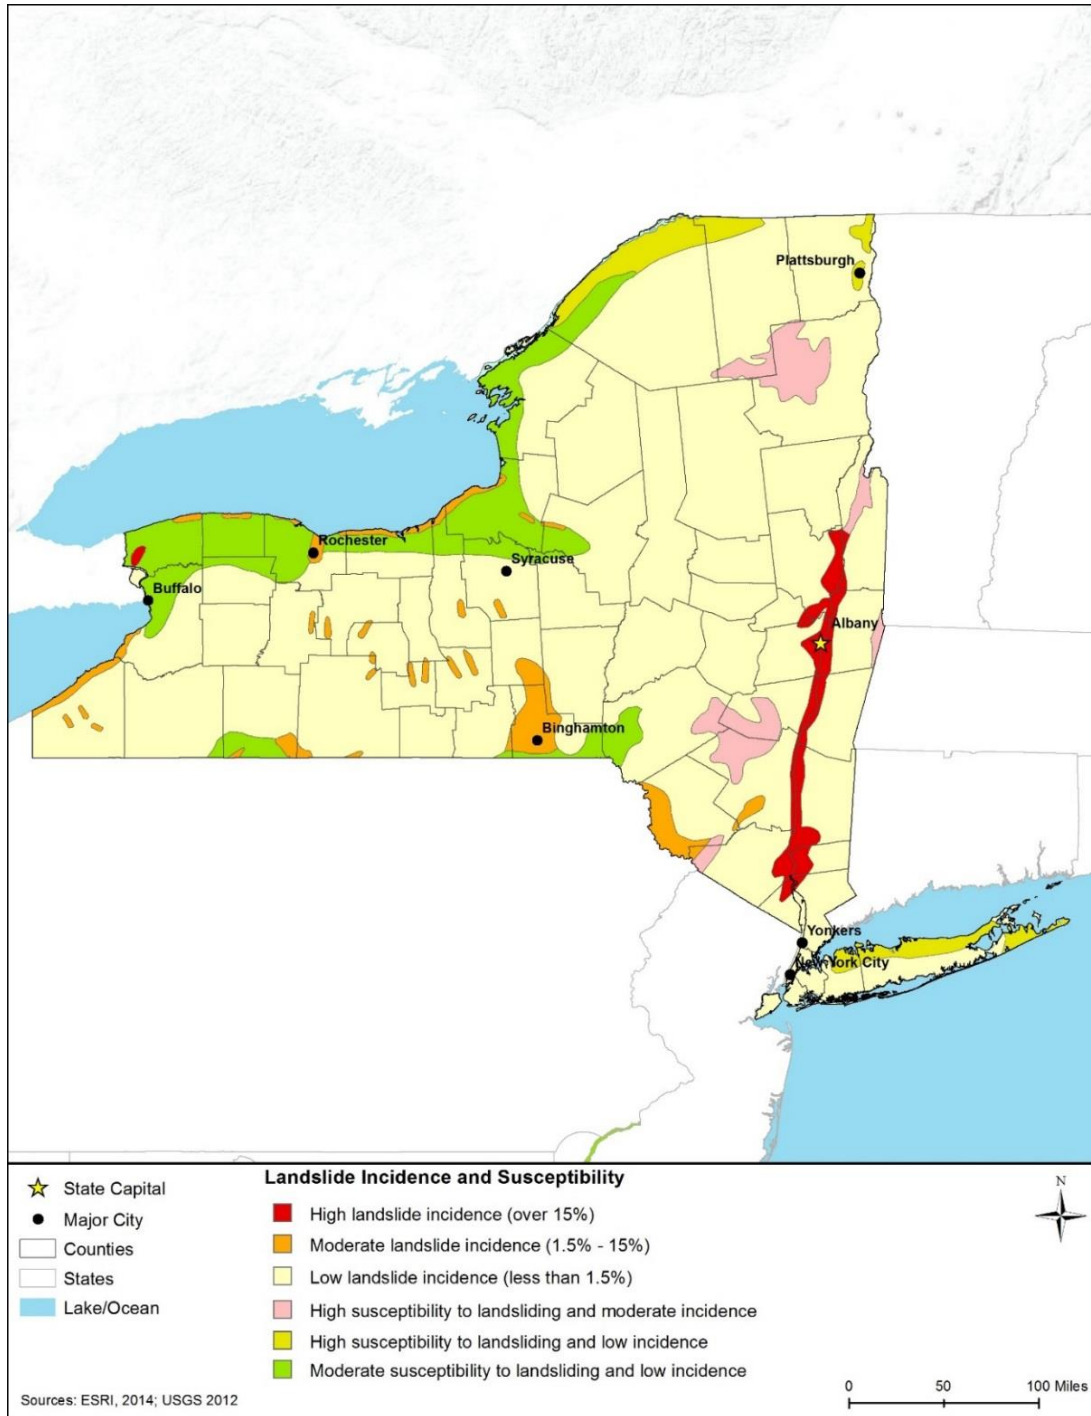 Plattsburgh
Rochester
Syracuse
Buffalo
Albany
Binghamton
Yonkers
New York City
State Capital
Major City
Counties
States
Lake/Ocean
Landslide Incidence and Susceptibility
High landslide incidence (over 15%)
Moderate landslide incidence (1.5% - 15%)
Low landslide incidence (less than 1.5%)
High susceptibility to landsliding and moderate incidence
High susceptibility to landsliding and low incidence
Moderate susceptibility to landsliding and low incidence
N
Sources: ESRI, 2014; USGS 2012
0 50 100 Miles